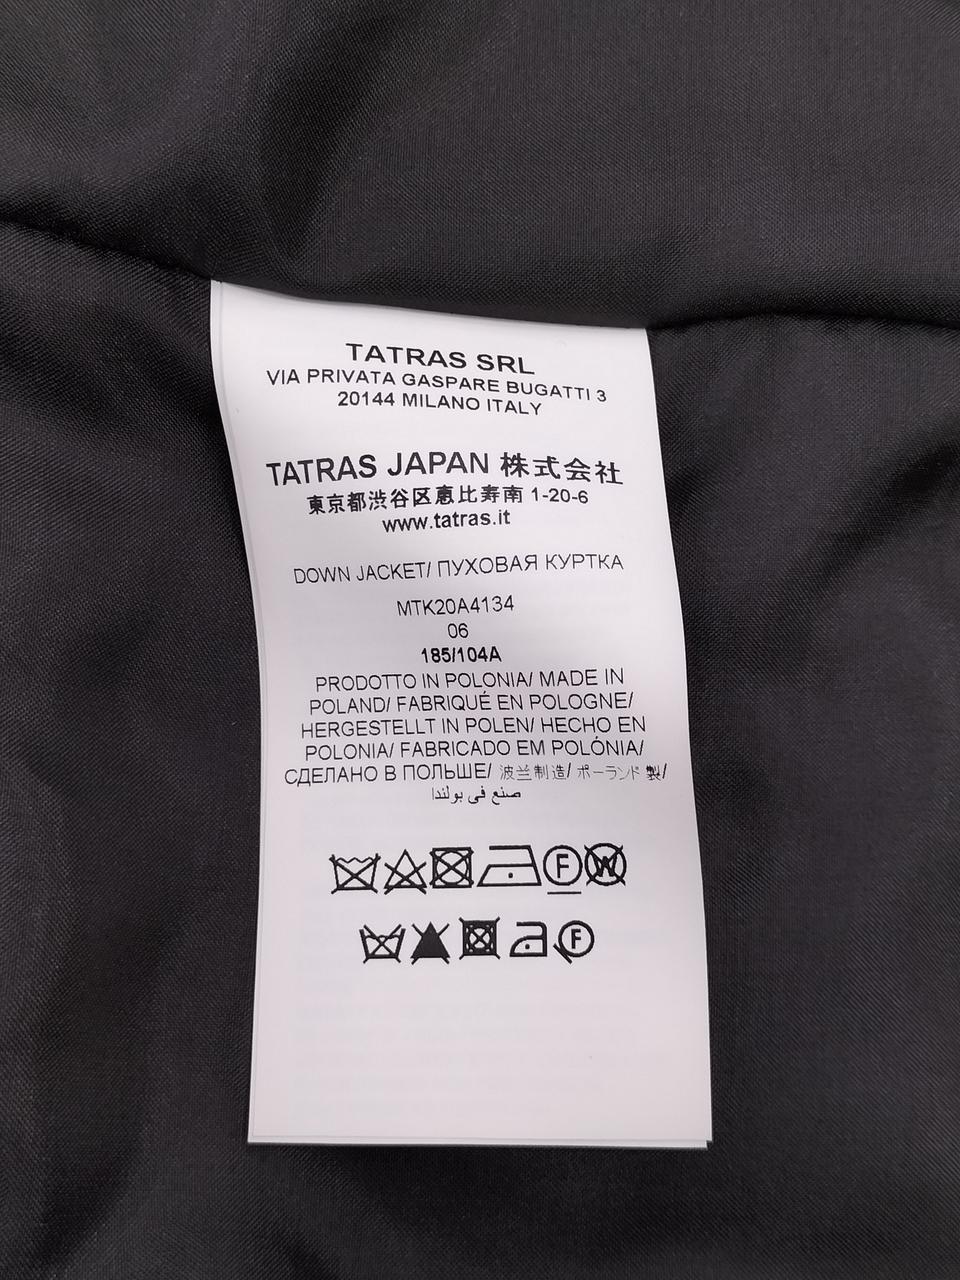 TATRAS SRL
VIA PRIVATA GASPARE BUGATTI 3
20144 MILANO ITALY
TATRAS JAPAN 株式会社
東京都渋谷区恵比寿南 1-20-6
www.tatras.it
DOWN JACKET/ ПУХОВАЯ КУРТКА
MTK20A4134
06
185/104A
PRODOTTO IN POLONIA/ MADE IN
POLAND/ FABRIQUÉ EN POLOGNE/
HERGESTELLT IN POLEN/ HECHO EN
POLONIA/ FABRICADO EM POLÓNIA/
СДЕЛАНО В ПОЛЬШЕ/ 波兰制造/ ポーランド 製/
صنع في بولندا
F W
F